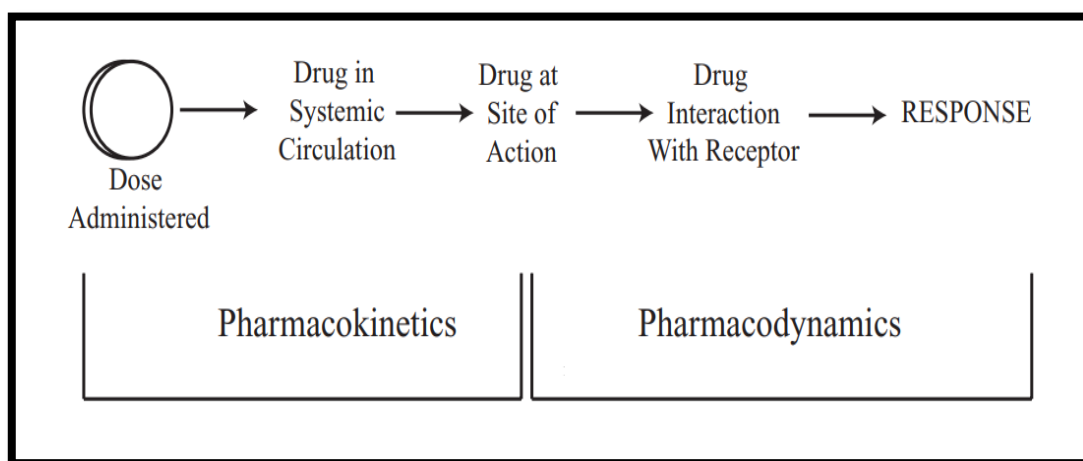 Dose
Administered
Drug in
Systemic
Circulation
Drug at
Site of
Action
Drug
Interaction
With Receptor
RESPONSE
Pharmacokinetics
Pharmacodynamics